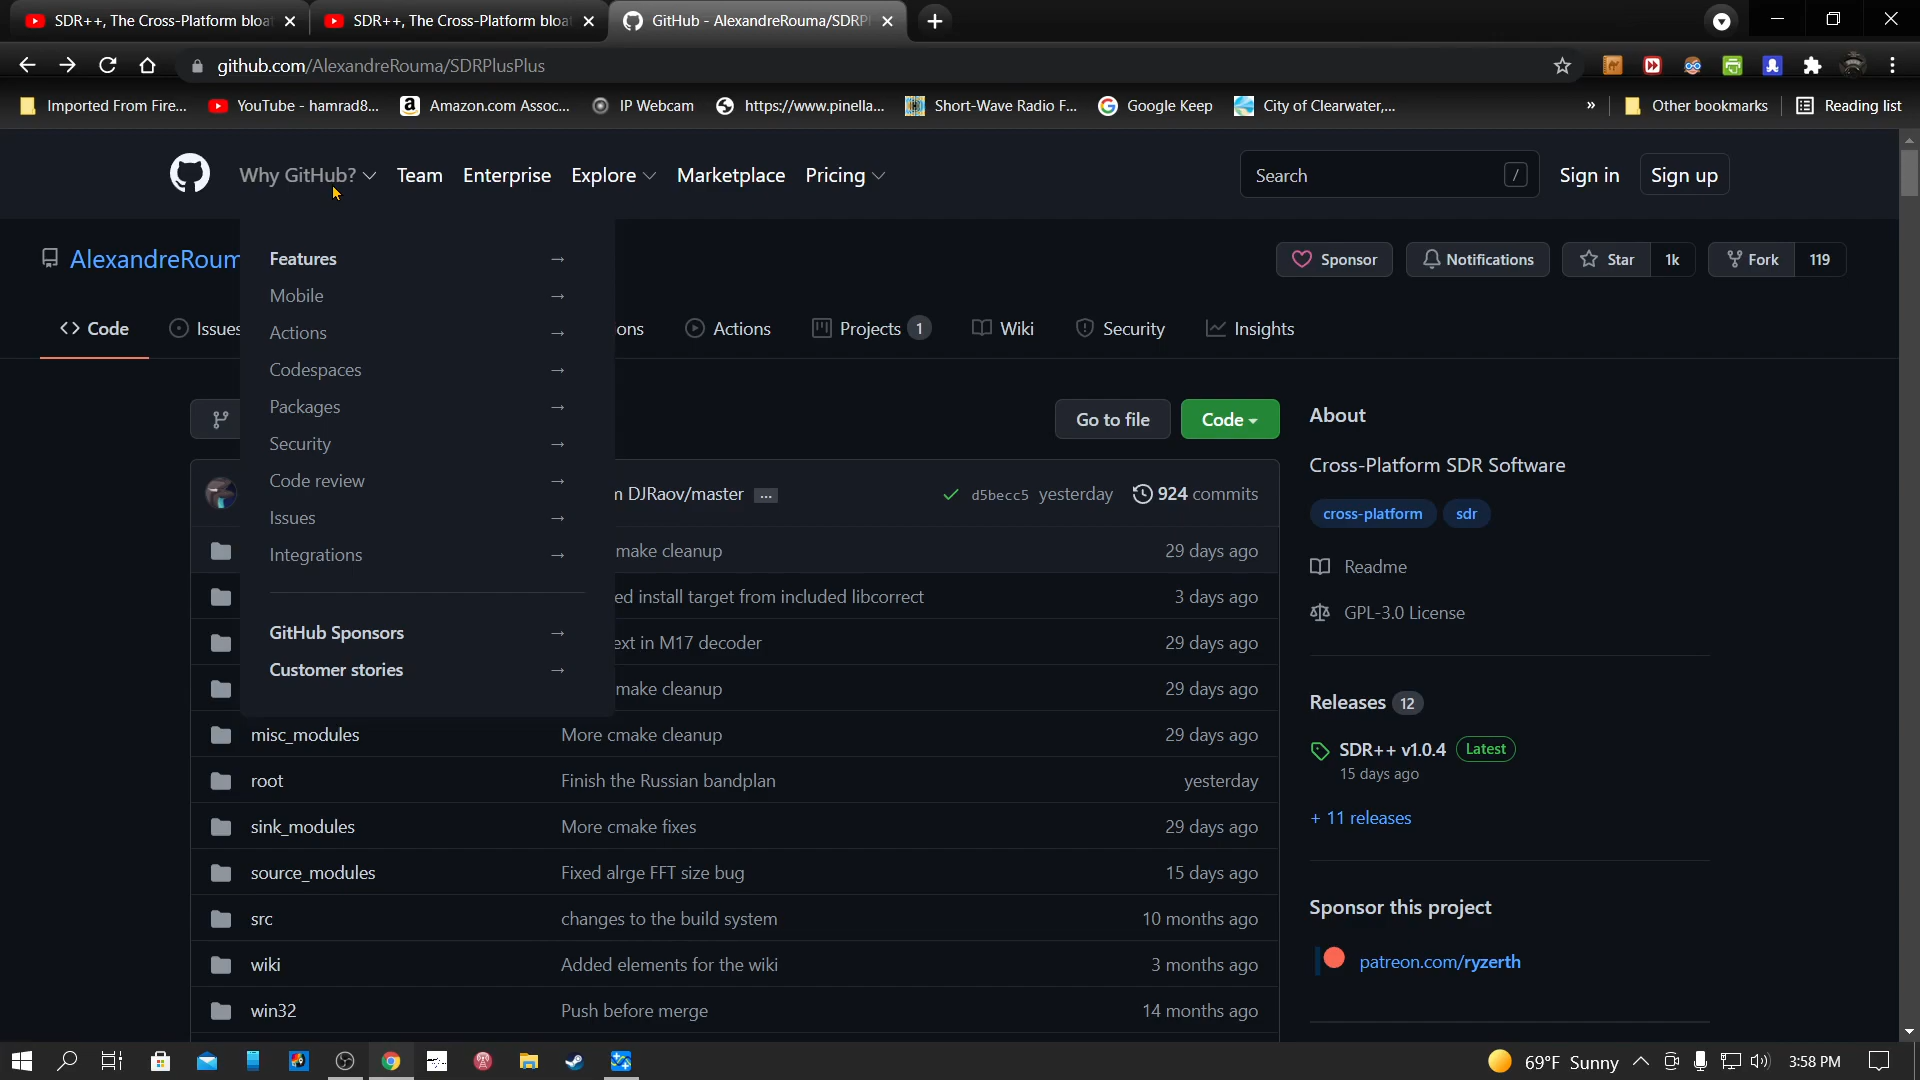 SDR++, The Cross-Platform bloat
SDR++, The Cross-Platform bloa
GitHub - AlexandreRouma/SDRP
github.com/AlexandreRouma/SDRPlusPlus
Imported From Fire...
YouTube - hamrad8...
Amazon.com Assoc...
IP Webcam
https://www.pinella...
Short-Wave Radio F...
Google Keep
City of Clearwater,...
»
Other bookmarks
Reading list
Why GitHub?
Team
Enterprise
Explore
Marketplace
Pricing
Search
/
Sign in
Sign up
AlexandreRoum
Sponsor
Notifications
Star
1k
Fork
119
<> Code
Issues
ons
Actions
Projects 1
Wiki
Security
Insights
Features →
Mobile →
Actions →
Codespaces →
Packages →
Security →
Code review →
Issues →
Integrations →
GitHub Sponsors →
Customer stories →
Go to file
Code
m DJRaov/master ...
d5becc5 yesterday
924 commits
make cleanup 29 days ago
ed install target from included libcorrect 3 days ago
ext in M17 decoder 29 days ago
make cleanup 29 days ago
misc_modules More cmake cleanup 29 days ago
root Finish the Russian bandplan yesterday
sink_modules More cmake fixes 29 days ago
source_modules Fixed alrge FFT size bug 15 days ago
src changes to the build system 10 months ago
wiki Added elements for the wiki 3 months ago
win32 Push before merge 14 months ago
About
Cross-Platform SDR Software
cross-platform sdr
Readme
GPL-3.0 License
Releases 12
SDR++ v1.0.4 Latest
15 days ago
+ 11 releases
Sponsor this project
patreon.com/ryzerth
69°F Sunny
3:58 PM